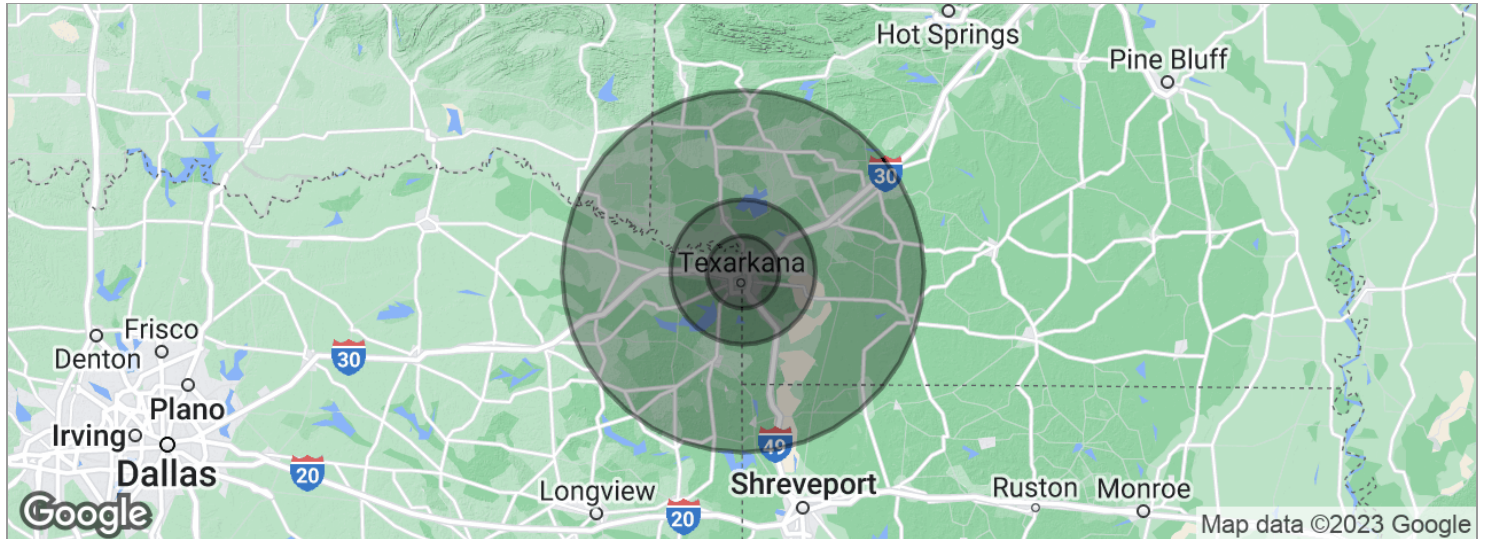 Hot Springs
Pine Bluff
30
Texarkana
Frisco
Denton
30
Plano
Irving
Dallas
49
20
Longview
Shreveport
20
Ruston
Monroe
Google
Map data ©2023 Google